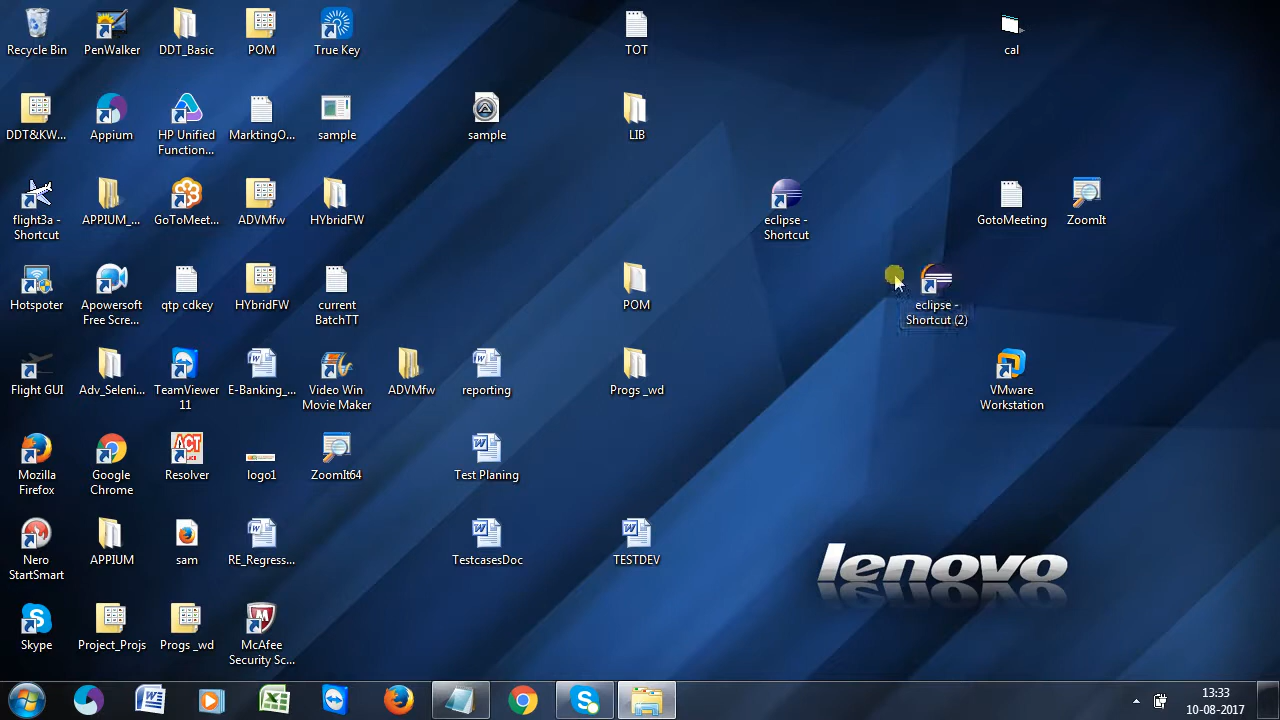 Recycle Bin
PenWalker
DDT_Basic
POM
True Key
TOT
cal
DDT&KW...
Appium
HP Unified
Function...
MarktingO...
sample
sample
LIB
flight3a -
Shortcut
APPIUM_...
GoToMeet...
ADVMfw
HYbridFW
eclipse -
Shortcut
GotoMeeting
ZoomIt
Hotspoter
Apowersoft
Free Scre...
qtp cdkey
HYbridFW
current
BatchTT
POM
eclipse -
Shortcut (2)
Flight GUI
Adv_Seleni...
TeamViewer
11
E-Banking_...
Video Win
Movie Maker
ADVMfw
reporting
Progs _wd
VMware
Workstation
Mozilla
Firefox
Google
Chrome
ACT
Resolver
logo1
ZoomIt64
Test Planing
Nero
StartSmart
APPIUM
sam
RE_Regress...
TestcasesDoc
TESTDEV
lenovo
Skype
Project_Projs
Progs _wd
McAfee
Security Sc...
13:33
10-08-2017